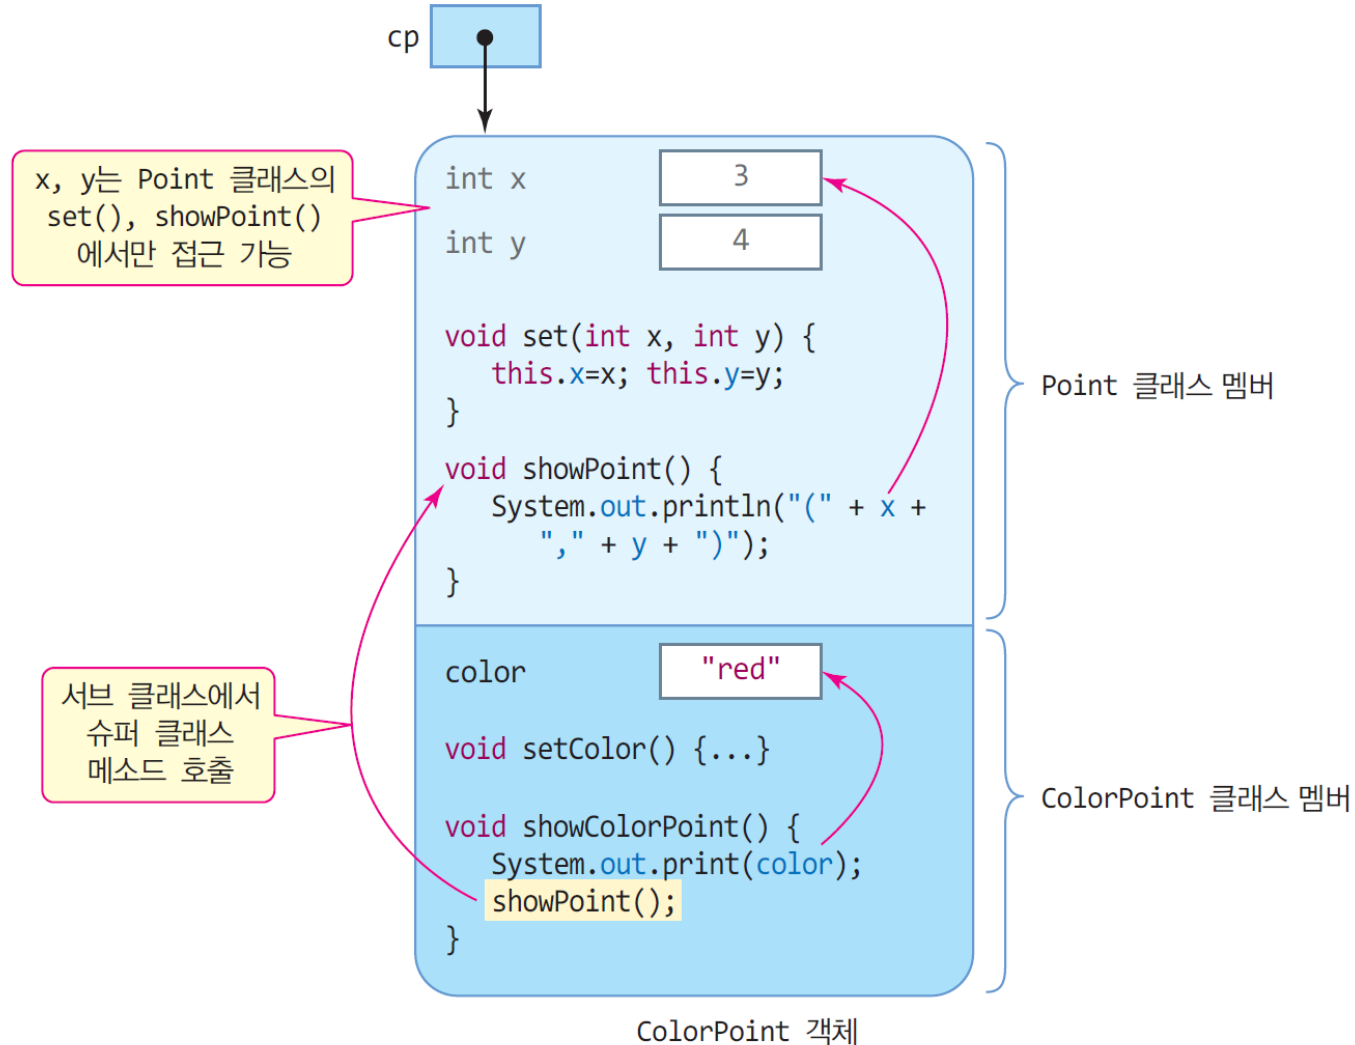 cp
x, y는 Point 클래스의
set(), showPoint()
에서만 접근 가능
int x
3
int y
4
void set(int x, int y) {
this.x=x; this.y=y;
}
void showPoint() {
System.out.println("(" + x +
"," + y + ")");
}
Point 클래스 멤버
서브 클래스에서
슈퍼 클래스
메소드 호출
color
"red"
void setColor() {...}
void showColorPoint() {
System.out.print(color);
showPoint();
}
ColorPoint 클래스 멤버
ColorPoint 객체